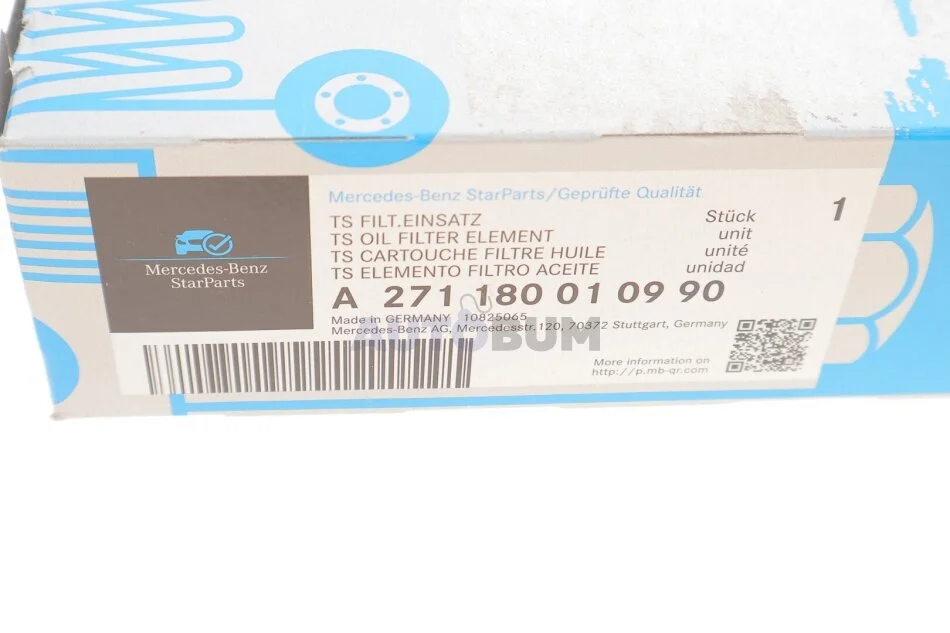 Mercedes-Benz
StarParts
Mercedes-Benz StarParts/Geprüfte Qualität
TS FILT.EINSATZ Stück 1
TS OIL FILTER ELEMENT unit
TS CARTOUCHE FILTRE HUILE unité
TS ELEMENTO FILTRO ACEITE unidad
A 271 180 01 09 90
Made in GERMANY 10825065
Mercedes-Benz AG, Mercedesstr.120, 70372 Stuttgart, Germany
AUTOBUM
More information on
http://p.mb-qr.com